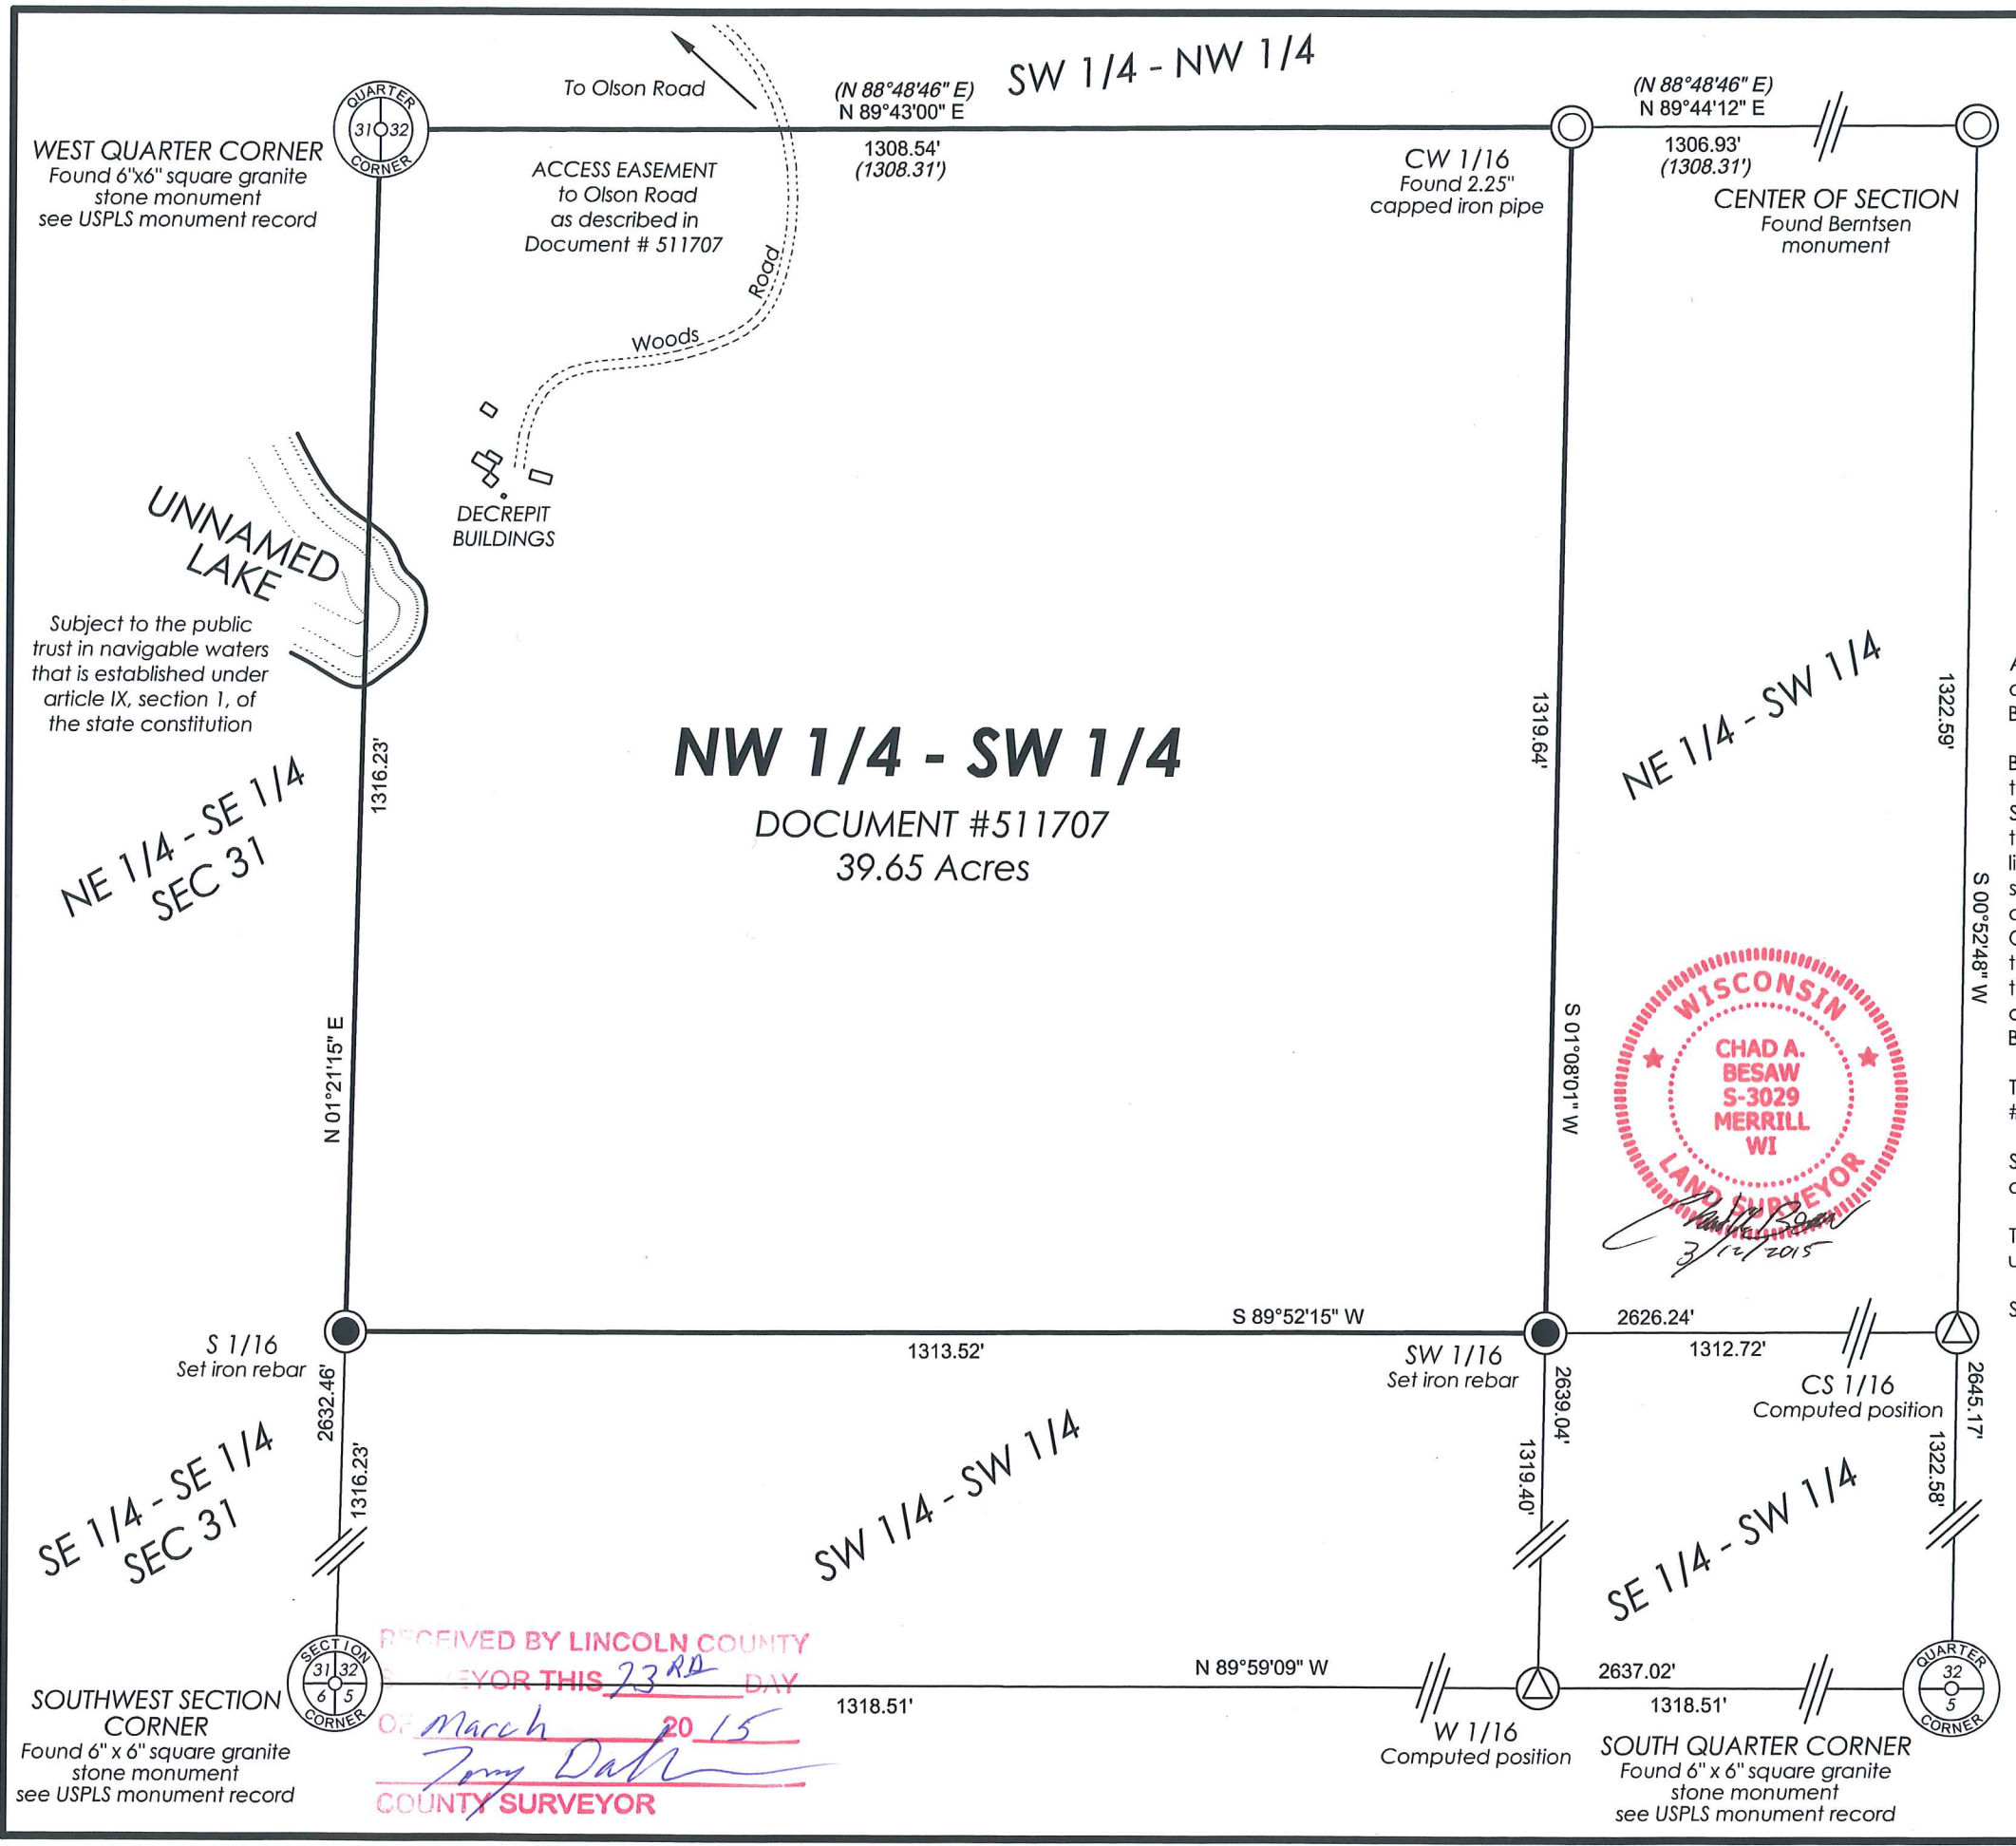 SW 1/4 - NW 1/4
To Olson Road
(N 88°48'46" E)
N 89°43'00" E
1308.54'
(1308.31')
(N 88°48'46" E)
N 89°44'12" E
1306.93'
(1308.31')
QUARTER
31 32
CORNER
WEST QUARTER CORNER
Found 6"x6" square granite
stone monument
see USPLS monument record
ACCESS EASEMENT
to Olson Road
as described in
Document # 511707
CW 1/16
Found 2.25"
capped iron pipe
CENTER OF SECTION
Found Berntsen
monument
Woods Road
DECREPIT
BUILDINGS
UNNAMED
LAKE
Subject to the public
trust in navigable waters
that is established under
article IX, section 1, of
the state constitution
1316.23'
N 01°21'15" E
NE 1/4 - SE 1/4
SEC 31
NW 1/4 - SW 1/4
DOCUMENT #511707
39.65 Acres
1319.64'
S 01°08'01" W
NE 1/4 - SW 1/4
1322.59'
S 00°52'48" W
WISCONSIN
CHAD A.
BESAW
S-3029
MERRILL
WI
LAND SURVEYOR
3/12/2015
S 1/16
Set iron rebar
S 89°52'15" W
1313.52'
SW 1/16
Set iron rebar
2626.24'
1312.72'
CS 1/16
Computed position
2632.46'
1316.23'
2639.04'
1319.40'
2645.17'
1322.58'
SE 1/4 - SE 1/4
SEC 31
SW 1/4 - SW 1/4
SE 1/4 - SW 1/4
SECTION
31 32
6 5
CORNER
SOUTHWEST SECTION
CORNER
Found 6" x 6" square granite
stone monument
see USPLS monument record
RECEIVED BY LINCOLN COUNTY
SURVEYOR THIS 23RD DAY
OF March 20 15
COUNTY SURVEYOR
N 89°59'09" W
1318.51'
W 1/16
Computed position
2637.02'
1318.51'
QUARTER
32
5
CORNER
SOUTH QUARTER CORNER
Found 6" x 6" square granite
stone monument
see USPLS monument record